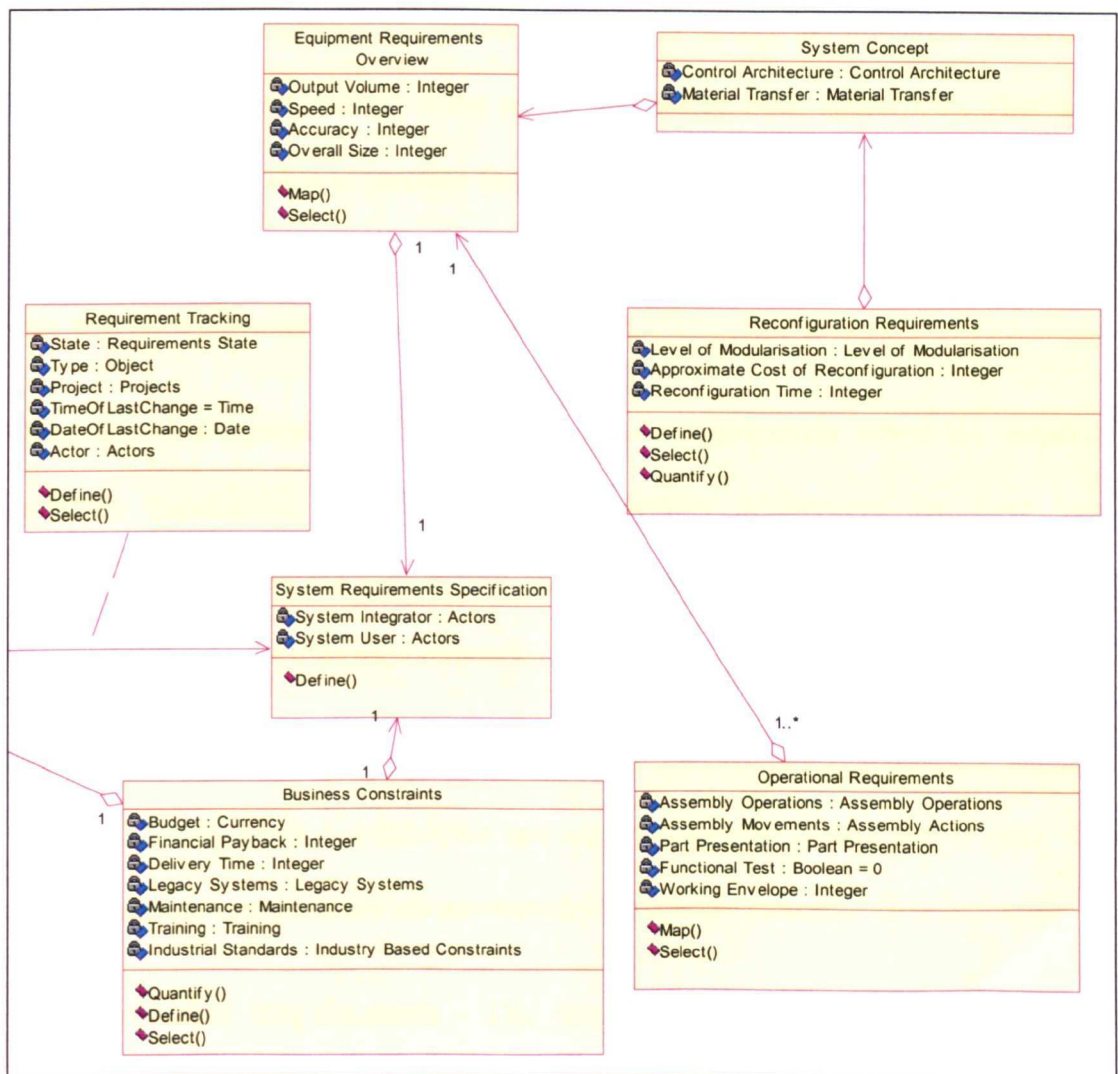 Equipment Requirements
Overview
Output Volume : Integer
Speed : Integer
Accuracy : Integer
Overall Size : Integer
Map()
Select()
System Concept
Control Architecture : Control Architecture
Material Transfer : Material Transfer
1
1
Requirement Tracking
State : Requirements State
Type : Object
Project : Projects
TimeOfLastChange = Time
DateOfLastChange : Date
Actor : Actors
Define()
Select()
Reconfiguration Requirements
Level of Modularisation : Level of Modularisation
Approximate Cost of Reconfiguration : Integer
Reconfiguration Time : Integer
Define()
Select()
Quantify()
1
System Requirements Specification
System Integrator : Actors
System User : Actors
Define()
1
1..*
1
1
Business Constraints
Budget : Currency
Financial Payback : Integer
Delivery Time : Integer
Legacy Systems : Legacy Systems
Maintenance : Maintenance
Training : Training
Industrial Standards : Industry Based Constraints
Quantify()
Define()
Select()
Operational Requirements
Assembly Operations : Assembly Operations
Assembly Movements : Assembly Actions
Part Presentation : Part Presentation
Functional Test : Boolean = 0
Working Envelope : Integer
Map()
Select()